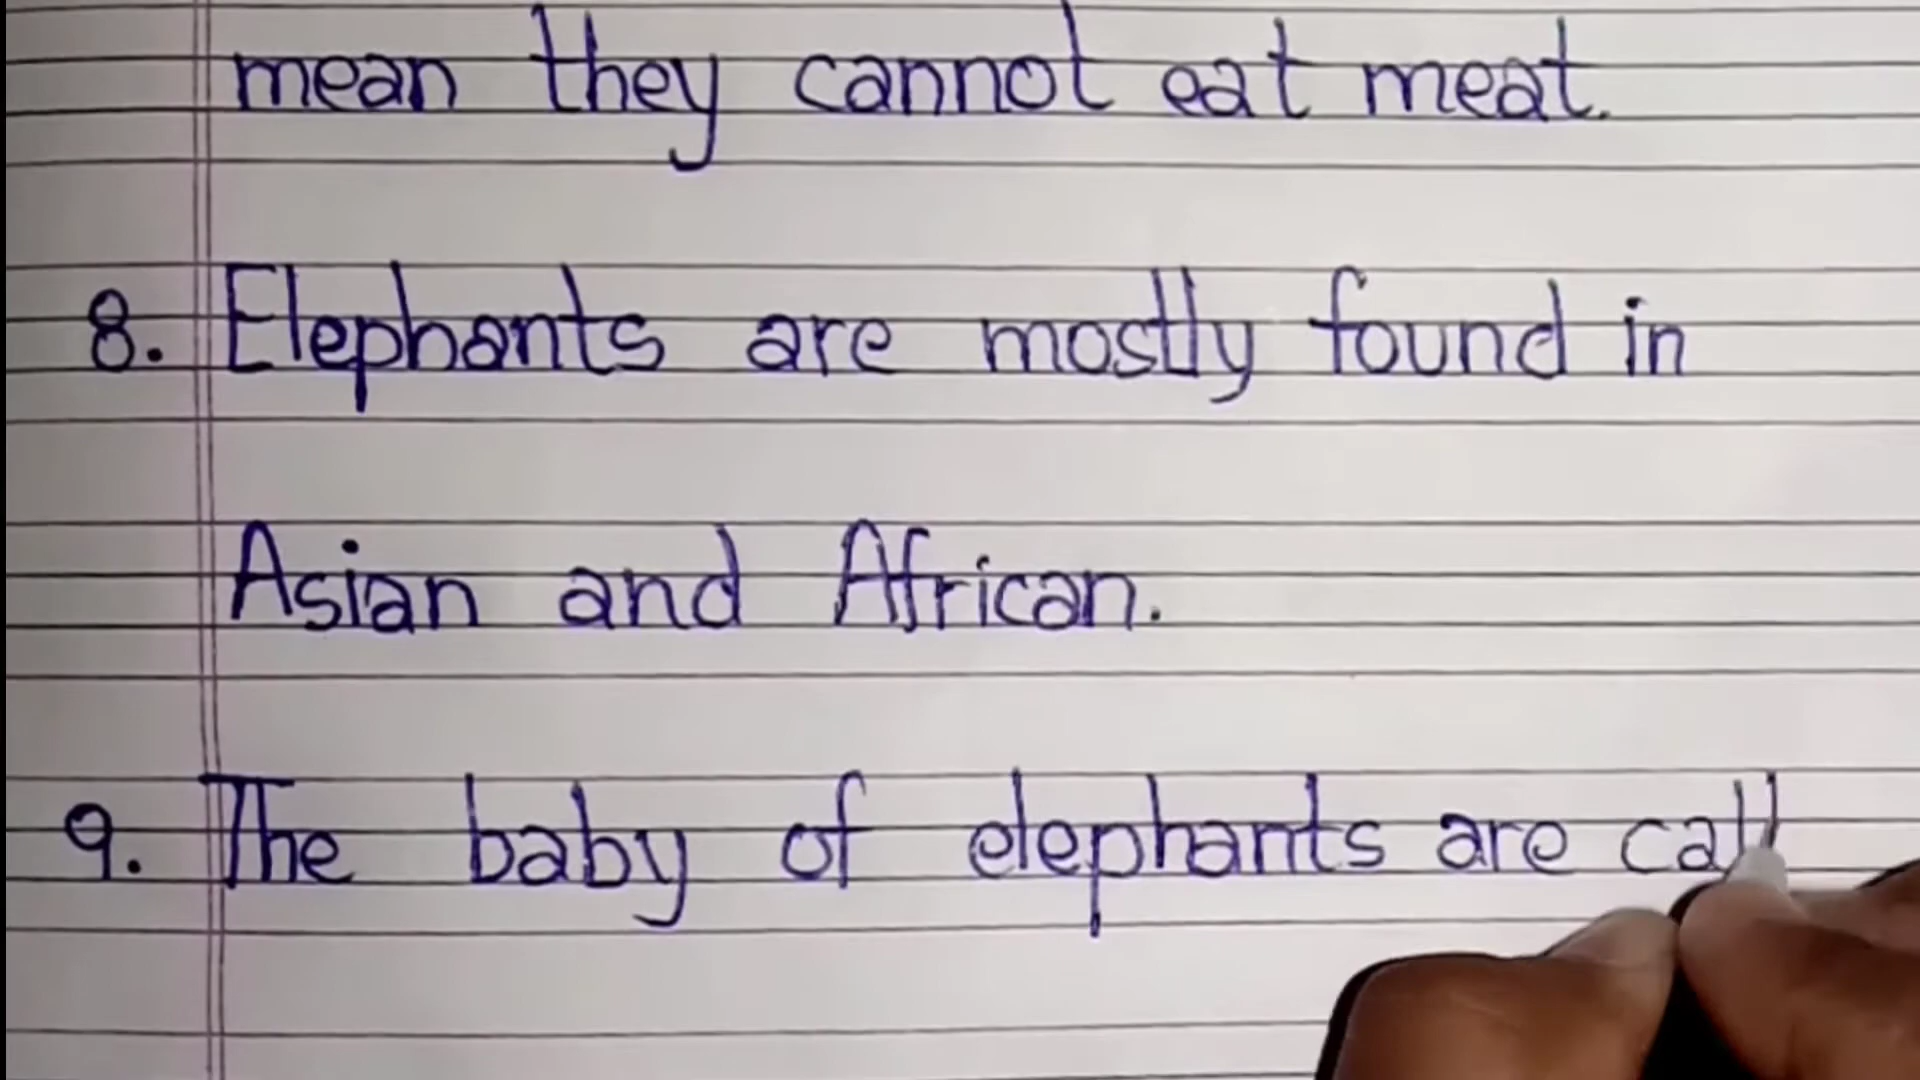 mean they cannot eat meat.
8. Elephants are mostly found in
Asian and African.
9. The baby of elephants are call